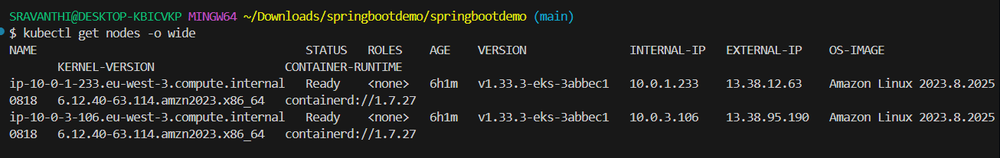 SRAVANTHI@DESKTOP-KBICVKP MINGW64 ~/Downloads/springbootdemo/springbootdemo (main)
$ kubectl get nodes -o wide
NAME STATUS ROLES AGE VERSION INTERNAL-IP EXTERNAL-IP OS-IMAGE
KERNEL-VERSION CONTAINER-RUNTIME
ip-10-0-1-233.eu-west-3.compute.internal Ready <none> 6h1m v1.33.3-eks-3abbec1 10.0.1.233 13.38.12.63 Amazon Linux 2023.8.2025
0818 6.12.40-63.114.amzn2023.x86_64 containerd://1.7.27
ip-10-0-3-106.eu-west-3.compute.internal Ready <none> 6h1m v1.33.3-eks-3abbec1 10.0.3.106 13.38.95.190 Amazon Linux 2023.8.2025
0818 6.12.40-63.114.amzn2023.x86_64 containerd://1.7.27